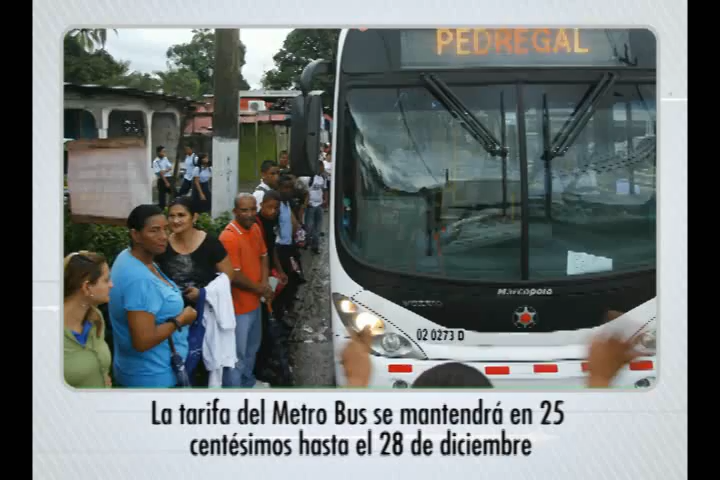 PEDREGAL
Marcopolo
VOLVO
02 0273 D
La tarifa del Metro Bus se mantendrá en 25
centésimos hasta el 28 de diciembre